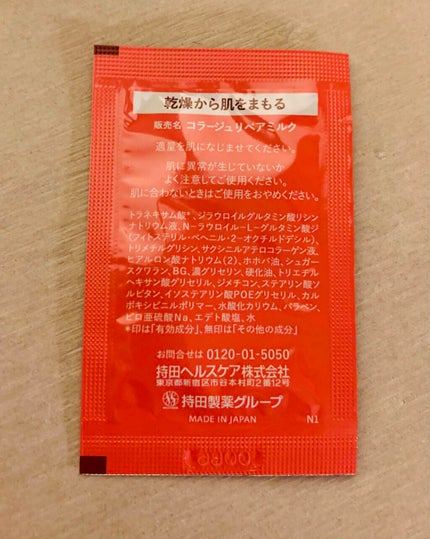 乾燥から肌をまもる
販売名 コラージュリペアミルク
適量を肌になじませてください。
肌に異常が生じていないか
よく注意してご使用ください。
肌に合わないときはご使用をおやめください。
トラネキサム酸*、ジラウロイルグルタミン酸リシン
ナトリウム液、N-ラウロイル-L-グルタミン酸ジ
(フィトステリル・ベヘニル・2-オクチルドデシル)、
トリメチルグリシン、サクシニルアテロコラーゲン液、
ヒアルロン酸ナトリウム(2)、ホホバ油、シュガー
スクワラン、BG、濃グリセリン、硬化油、トリエチル
ヘキサン酸グリセリル、ジメチコン、ステアリン酸ソ
ルビタン、イソステアリン酸POEグリセリル、カル
ボキシビニルポリマー、水酸化カリウム、パラベン、
ピロ亜硫酸Na、エデト酸塩、水
*印は「有効成分」、無印は「その他の成分」
お問合せは 0120-01-5050
持田ヘルスケア株式会社
東京都新宿区市谷本村町2番12号
持田製薬グループ
MADE IN JAPAN N1